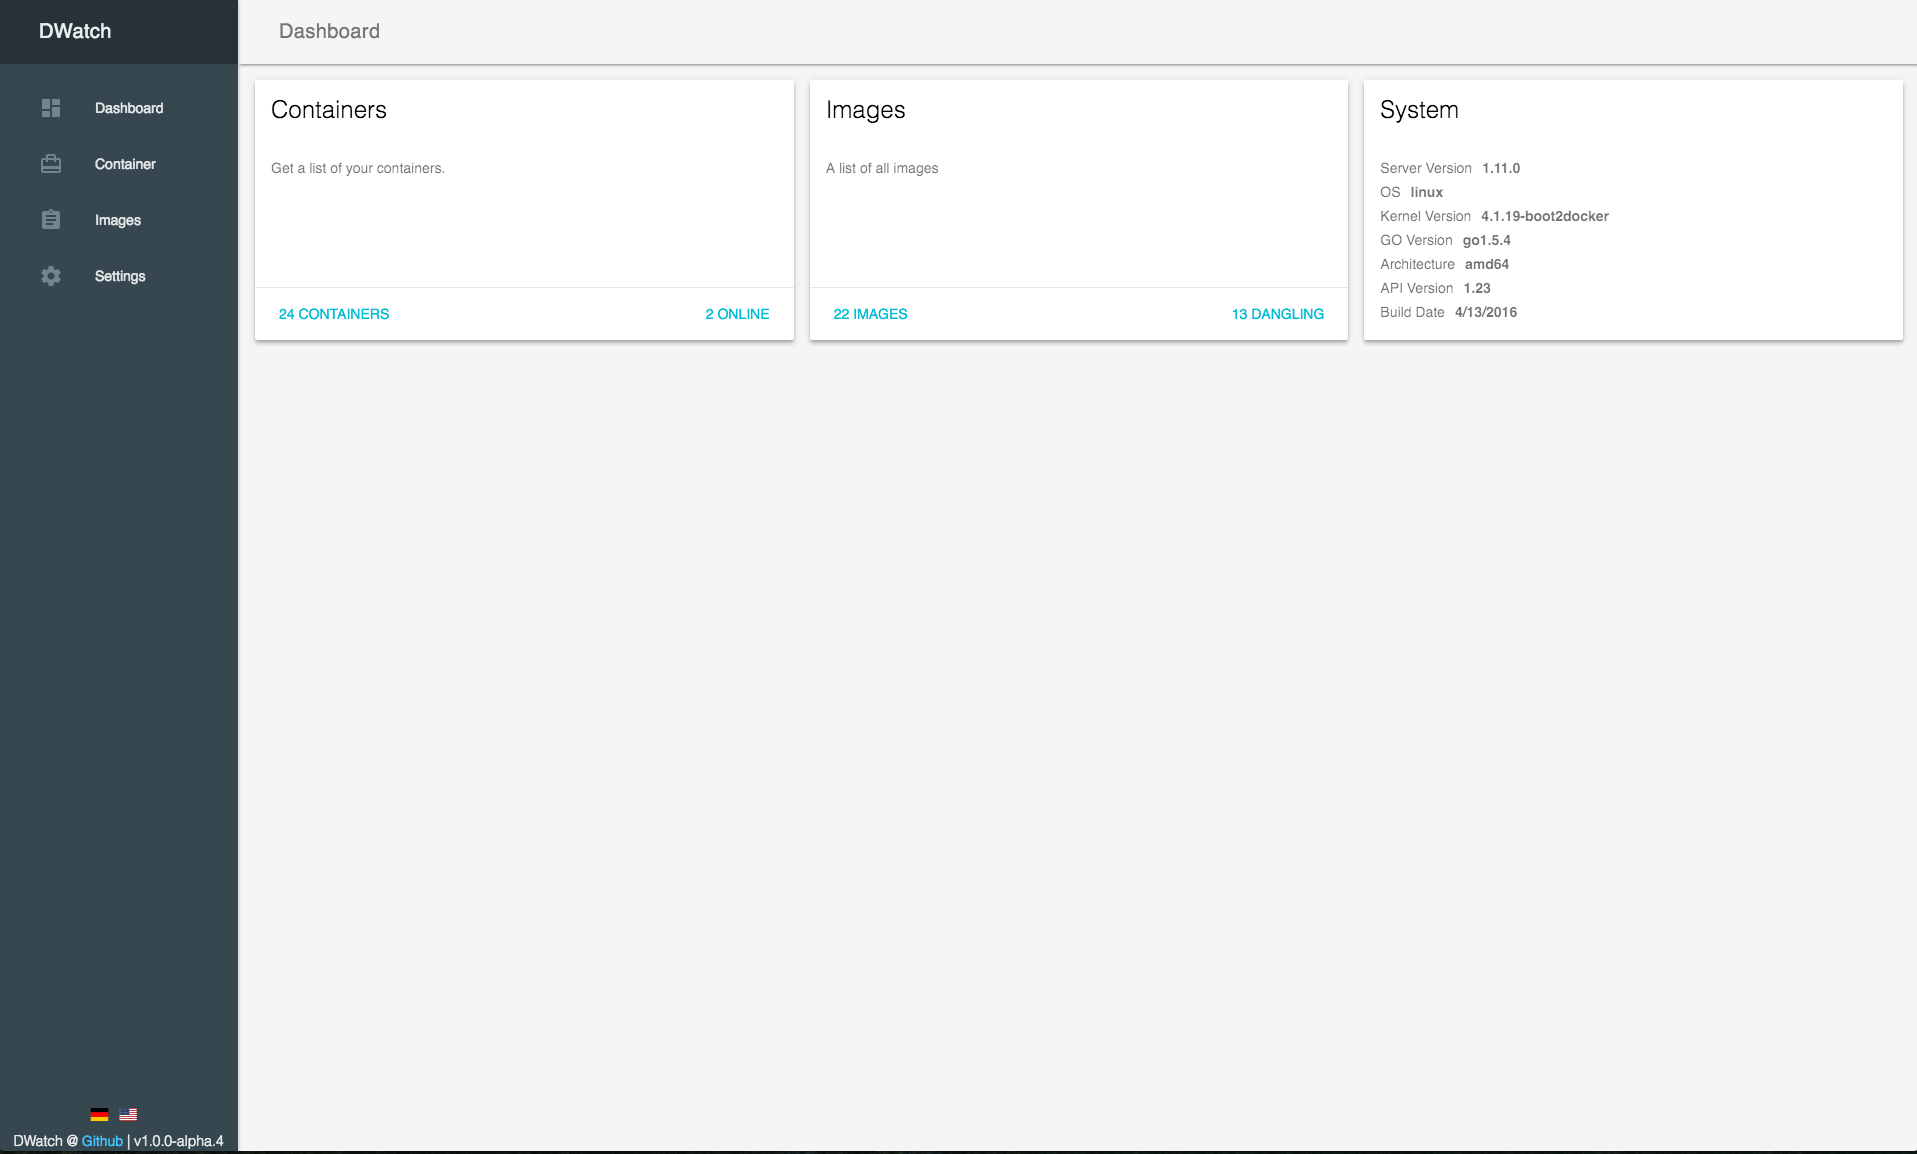 DWatch
Dashboard
Container
Images
Settings
DWatch @ Github | v1.0.0-alpha.4
Dashboard
Containers
Get a list of your containers.
24 CONTAINERS 2 ONLINE
Images
A list of all images
22 IMAGES 13 DANGLING
System
Server Version 1.11.0
OS linux
Kernel Version 4.1.19-boot2docker
GO Version go1.5.4
Architecture amd64
API Version 1.23
Build Date 4/13/2016